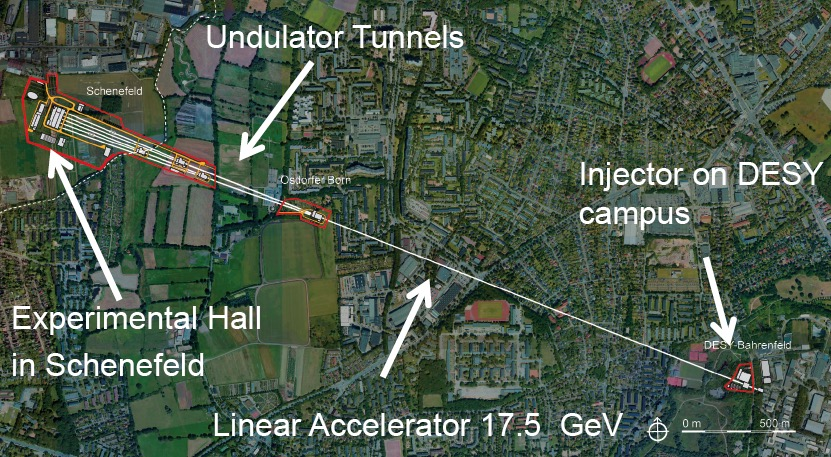 Undulator Tunnels
Schenefeld
Osdorfer Born
Injector on DESY
campus
Experimental Hall
in Schenefeld
DESY-Bahrenfeld
Linear Accelerator 17.5 GeV
0 m 500 m